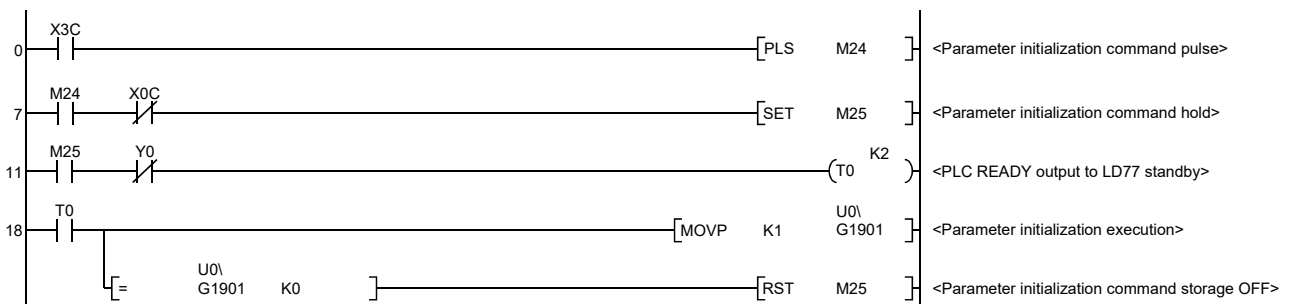 X3C
0 PLS M24 <Parameter initialization command pulse>
M24 X0C
7 SET M25 <Parameter initialization command hold>
M25 Y0 K2
11 T0 <PLC READY output to LD77 standby>
T0 U0\
18 MOVP K1 G1901 <Parameter initialization execution>
U0\
= G1901 K0 RST M25 <Parameter initialization command storage OFF>